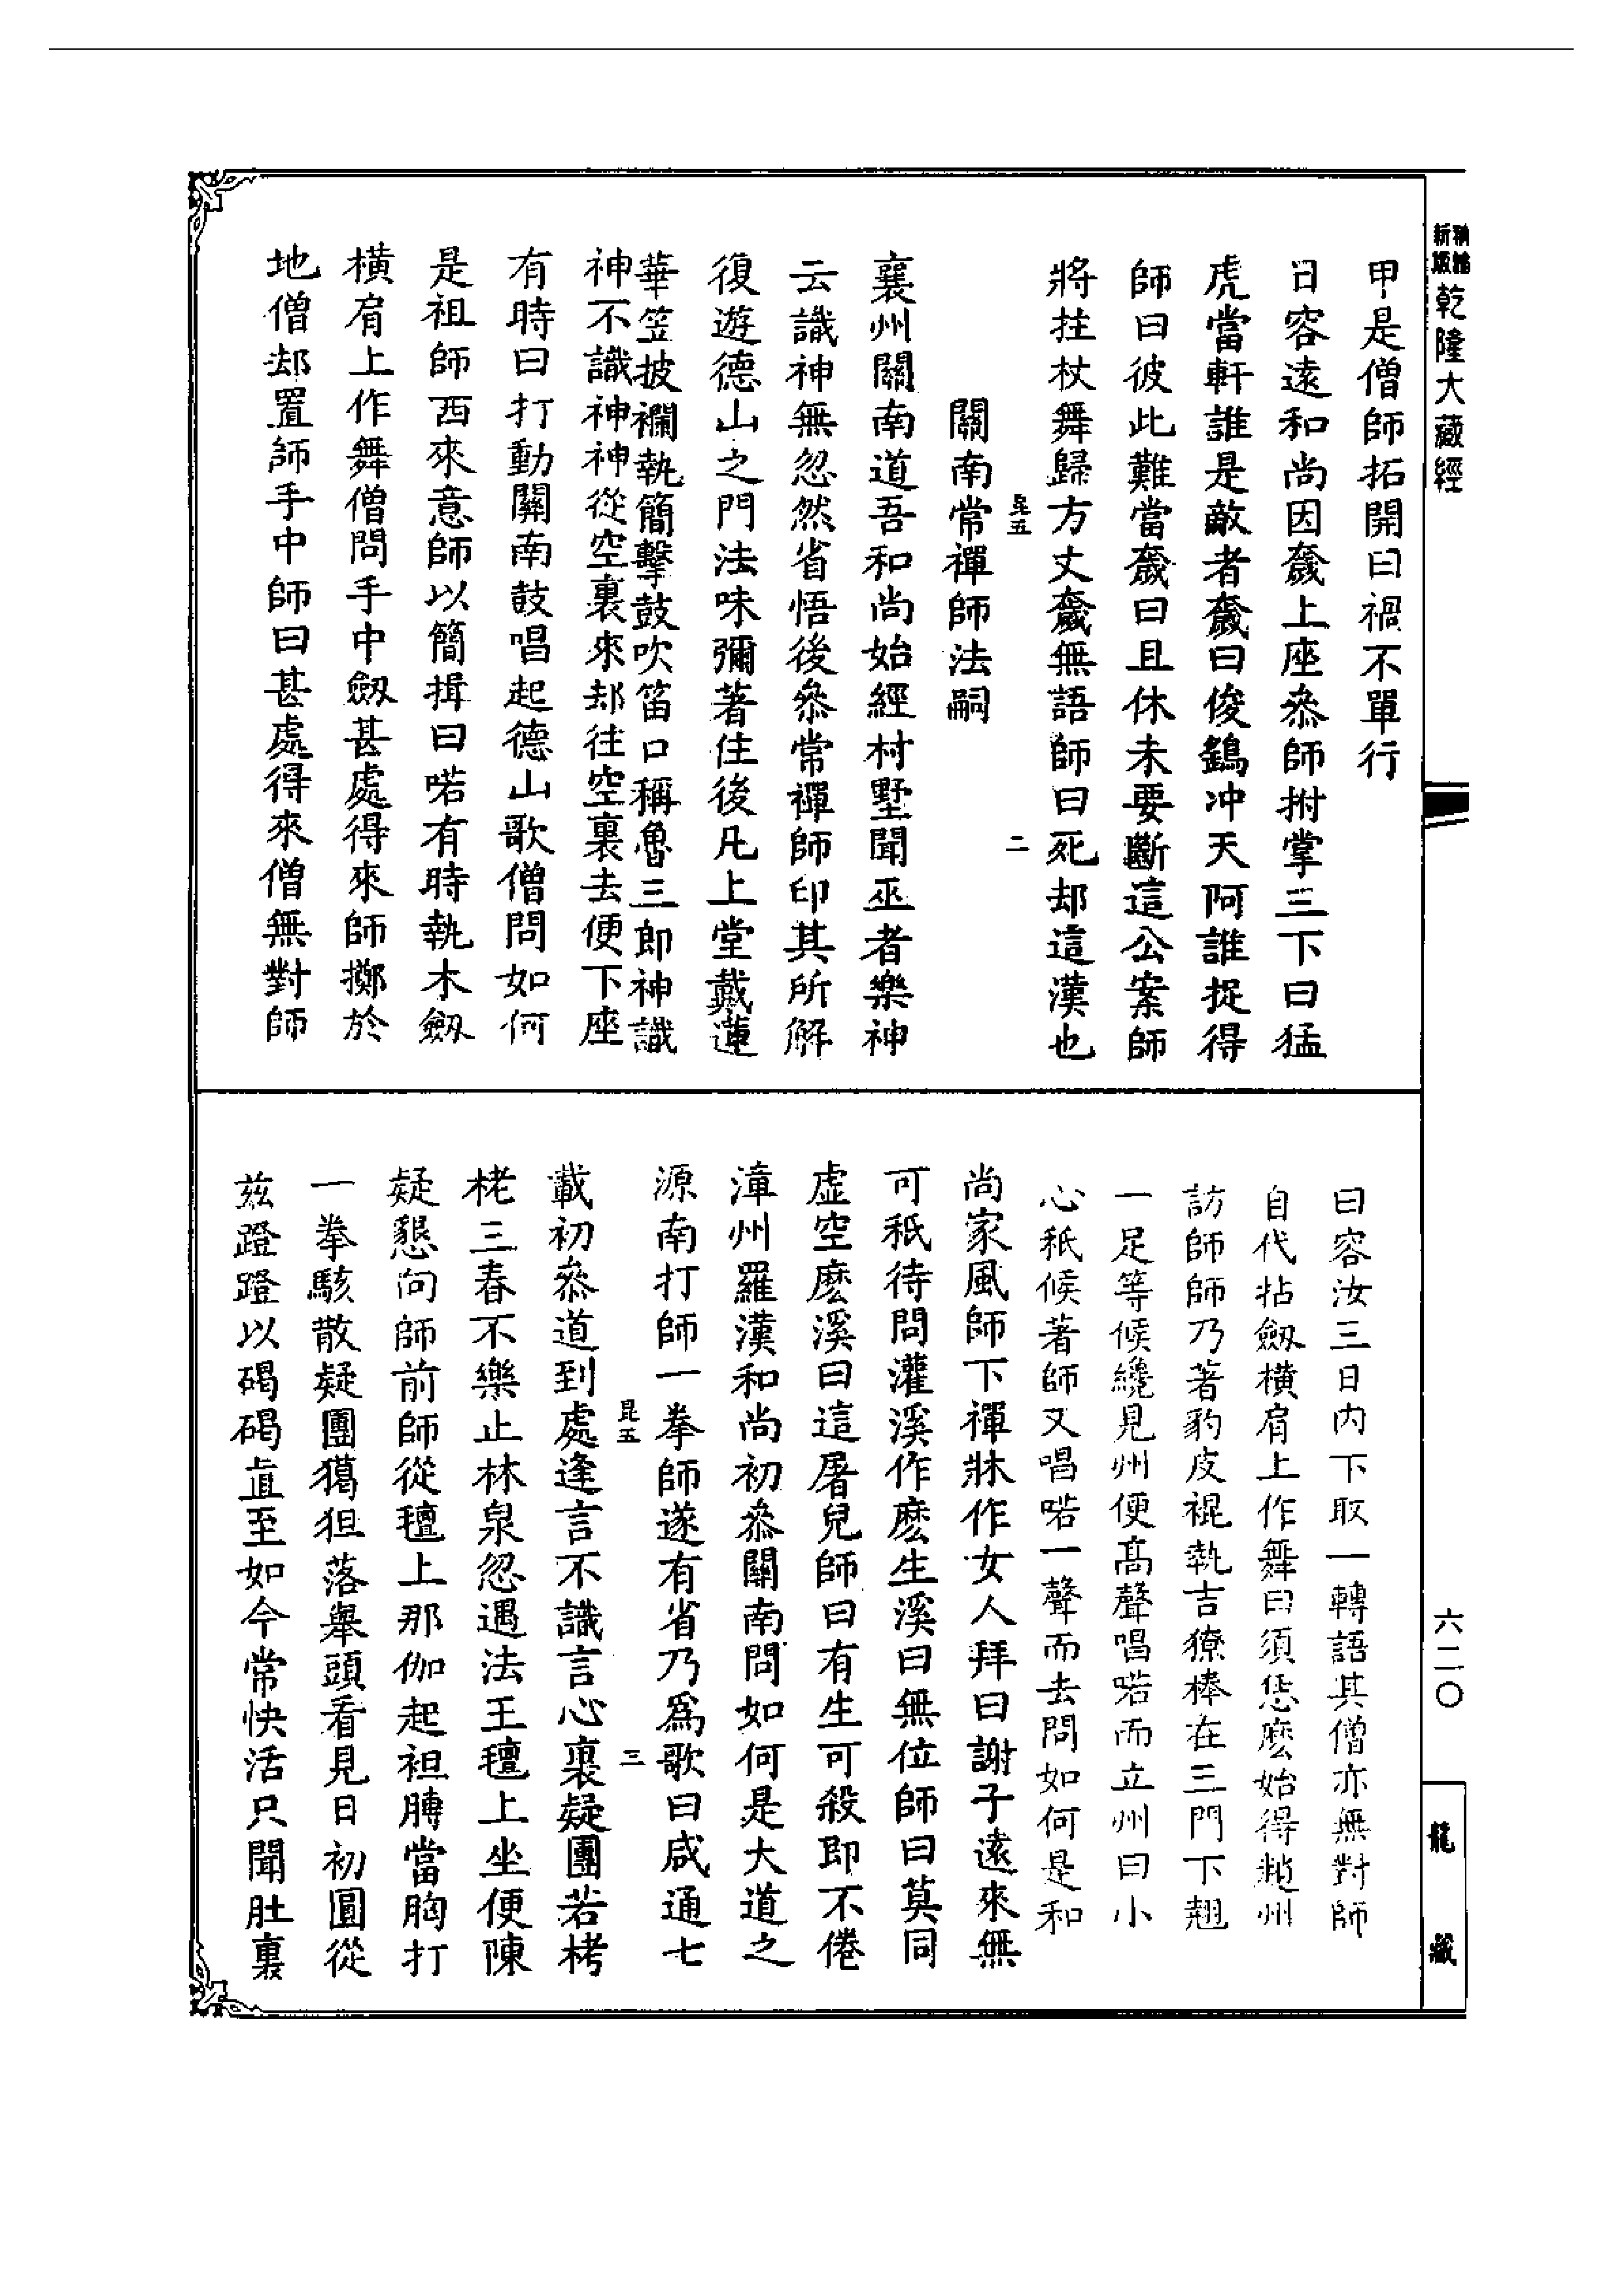 新編縮版乾隆大藏經
甲是僧師拓開曰禍不單行
日容遠和尚因奯上座叅師拊掌三下曰猛
虎當軒誰是敵者奯曰俊鷂冲天阿誰捉得
師曰彼此難當奯曰且休未要斷這公案師
將拄杖舞歸方丈奯無語師曰死却這漢也
昆五 二
關南常禪師法嗣
襄州關南道吾和尚始經村墅聞巫者樂神
云識神無忽然省悟後叅常禪師印其所解
復遊德山之門法味彌著住後凡上堂戴蓮
華笠披襴執簡擊鼓吹笛口稱魯三郎神識
神不識神神從空裏來却往空裏去便下座
有時曰打動關南鼓唱起德山歌僧問如何
是祖師西來意師以簡揖曰喏有時執木劒
橫肩上作舞僧問手中劒甚處得來師擲於
地僧却置師手中師曰甚處得來僧無對師
曰容汝三日內下取一轉語其僧亦無對師
自代拈劒橫肩上作舞曰須恁麽始得趙州
訪師師乃著豹皮裩執吉獠棒在三門下翹
一足等候纔見州便高聲唱喏而立州曰小
心秖候著師又唱喏一聲而去問如何是和
尚家風師下禪牀作女人拜曰謝子遠來無
可秖待問灌溪作麽生溪曰無位師曰莫同
虛空麽溪曰這屠兒師曰有生可殺即不倦
漳州羅漢和尚初叅關南問如何是大道之
源南打師一拳師遂有省乃爲歌曰咸通七
昆五 三
載初叅道到處逢言不識言心裏疑團若栲
栳三春不樂止林泉忽遇法王氊上坐便陳
疑懇向師前師從氊上那伽起袒膊當胸打
一拳駭散疑團獦狚落舉頭看見日初圓從
茲蹬蹬以碣碣直至如今常快活只聞肚裏
六二〇
龍藏